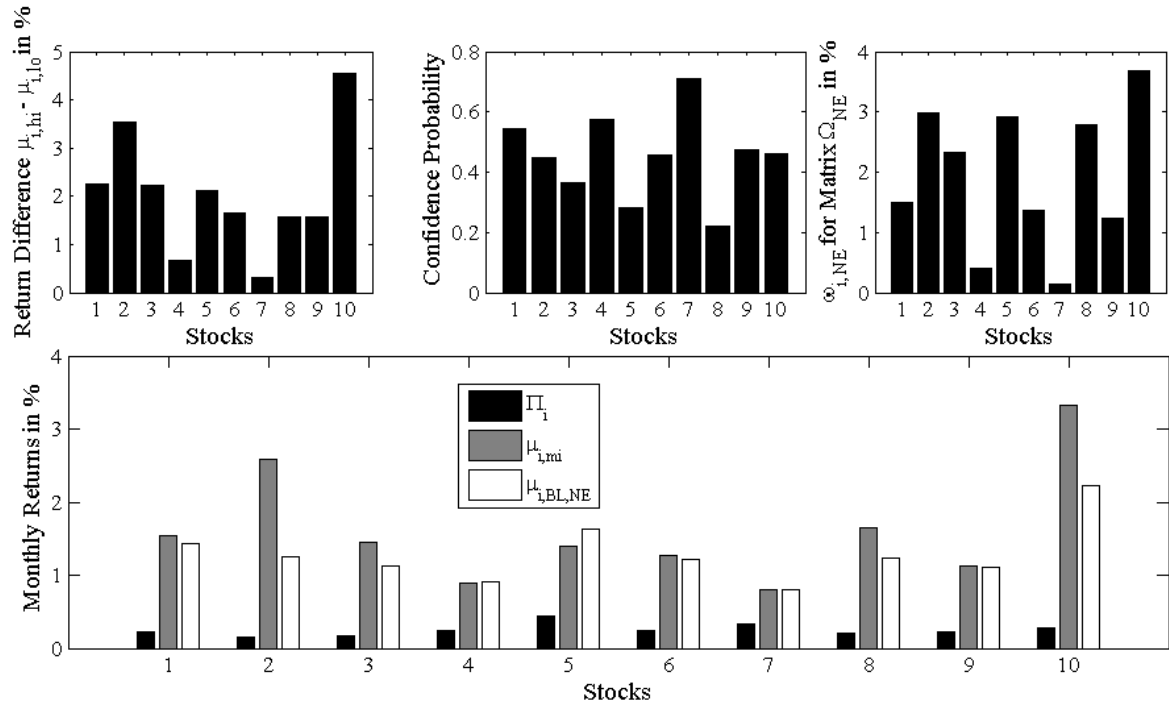 Return Difference μi,hi - μi,lo in %
5
4
3
2
1
0
1 2 3 4 5 6 7 8 9 10
Stocks
Confidence Probability
0.8
0.6
0.4
0.2
0
1 2 3 4 5 6 7 8 9 10
Stocks
ωi,NE for Matrix ΩNE in %
4
3
2
1
0
1 2 3 4 5 6 7 8 9 10
Stocks
Monthly Returns in %
4
3
2
1
0
Πi
μi,mi
μi,BL,NE
1 2 3 4 5 6 7 8 9 10
Stocks